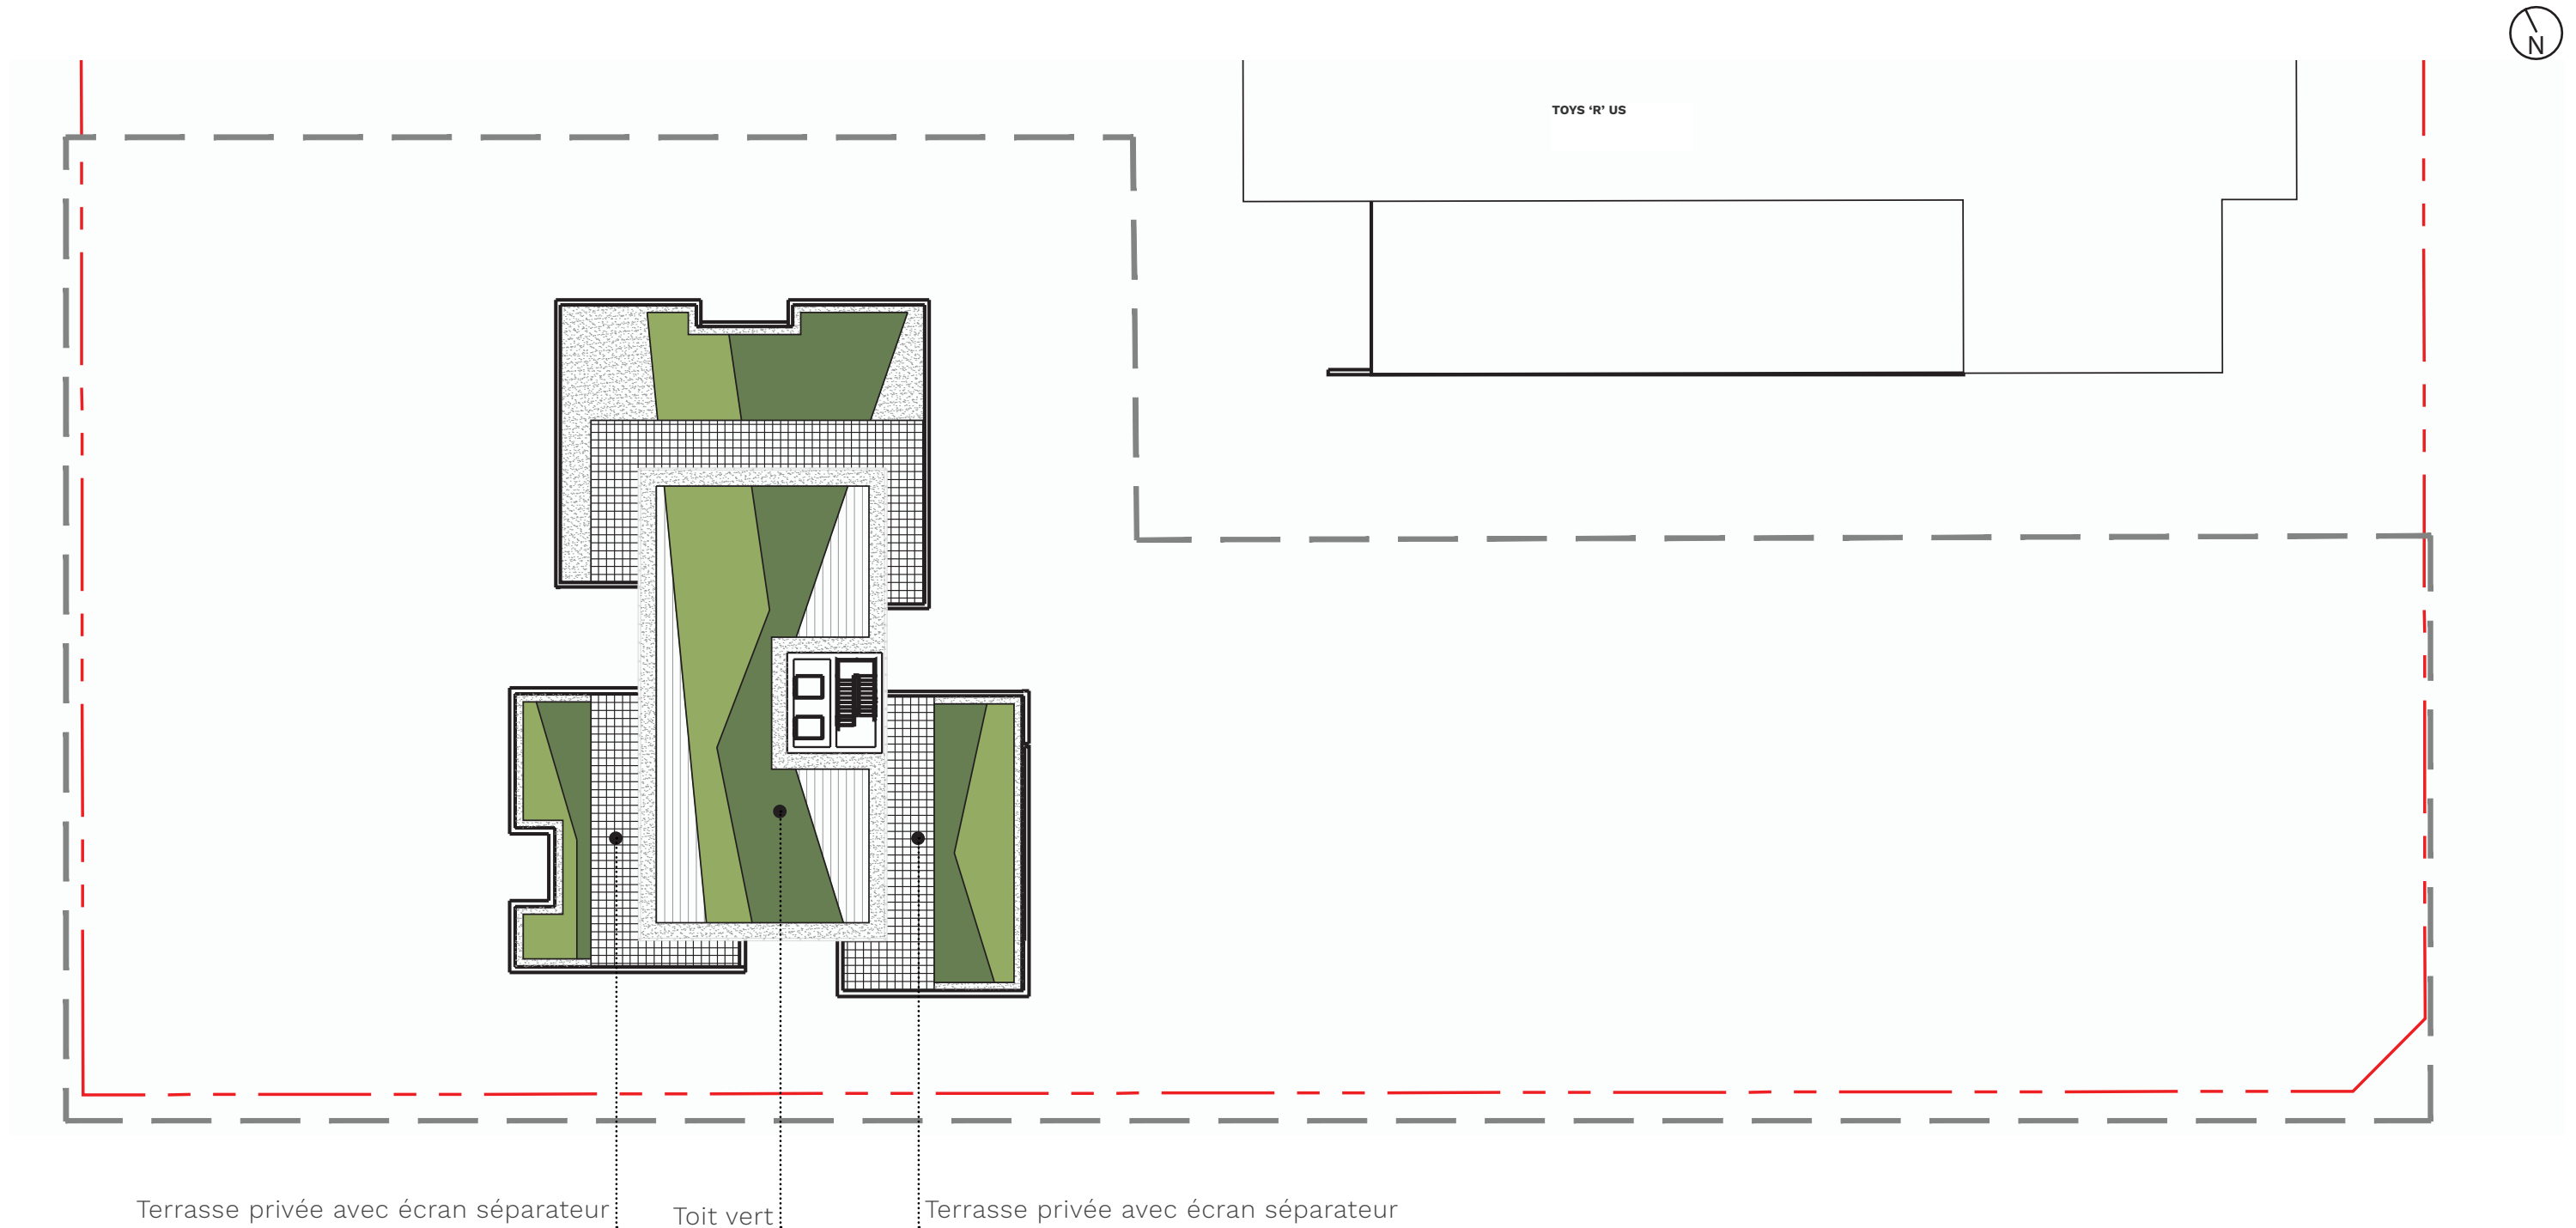 N
TOYS ‘R’ US
Terrasse privée avec écran séparateur
Toit vert
Terrasse privée avec écran séparateur